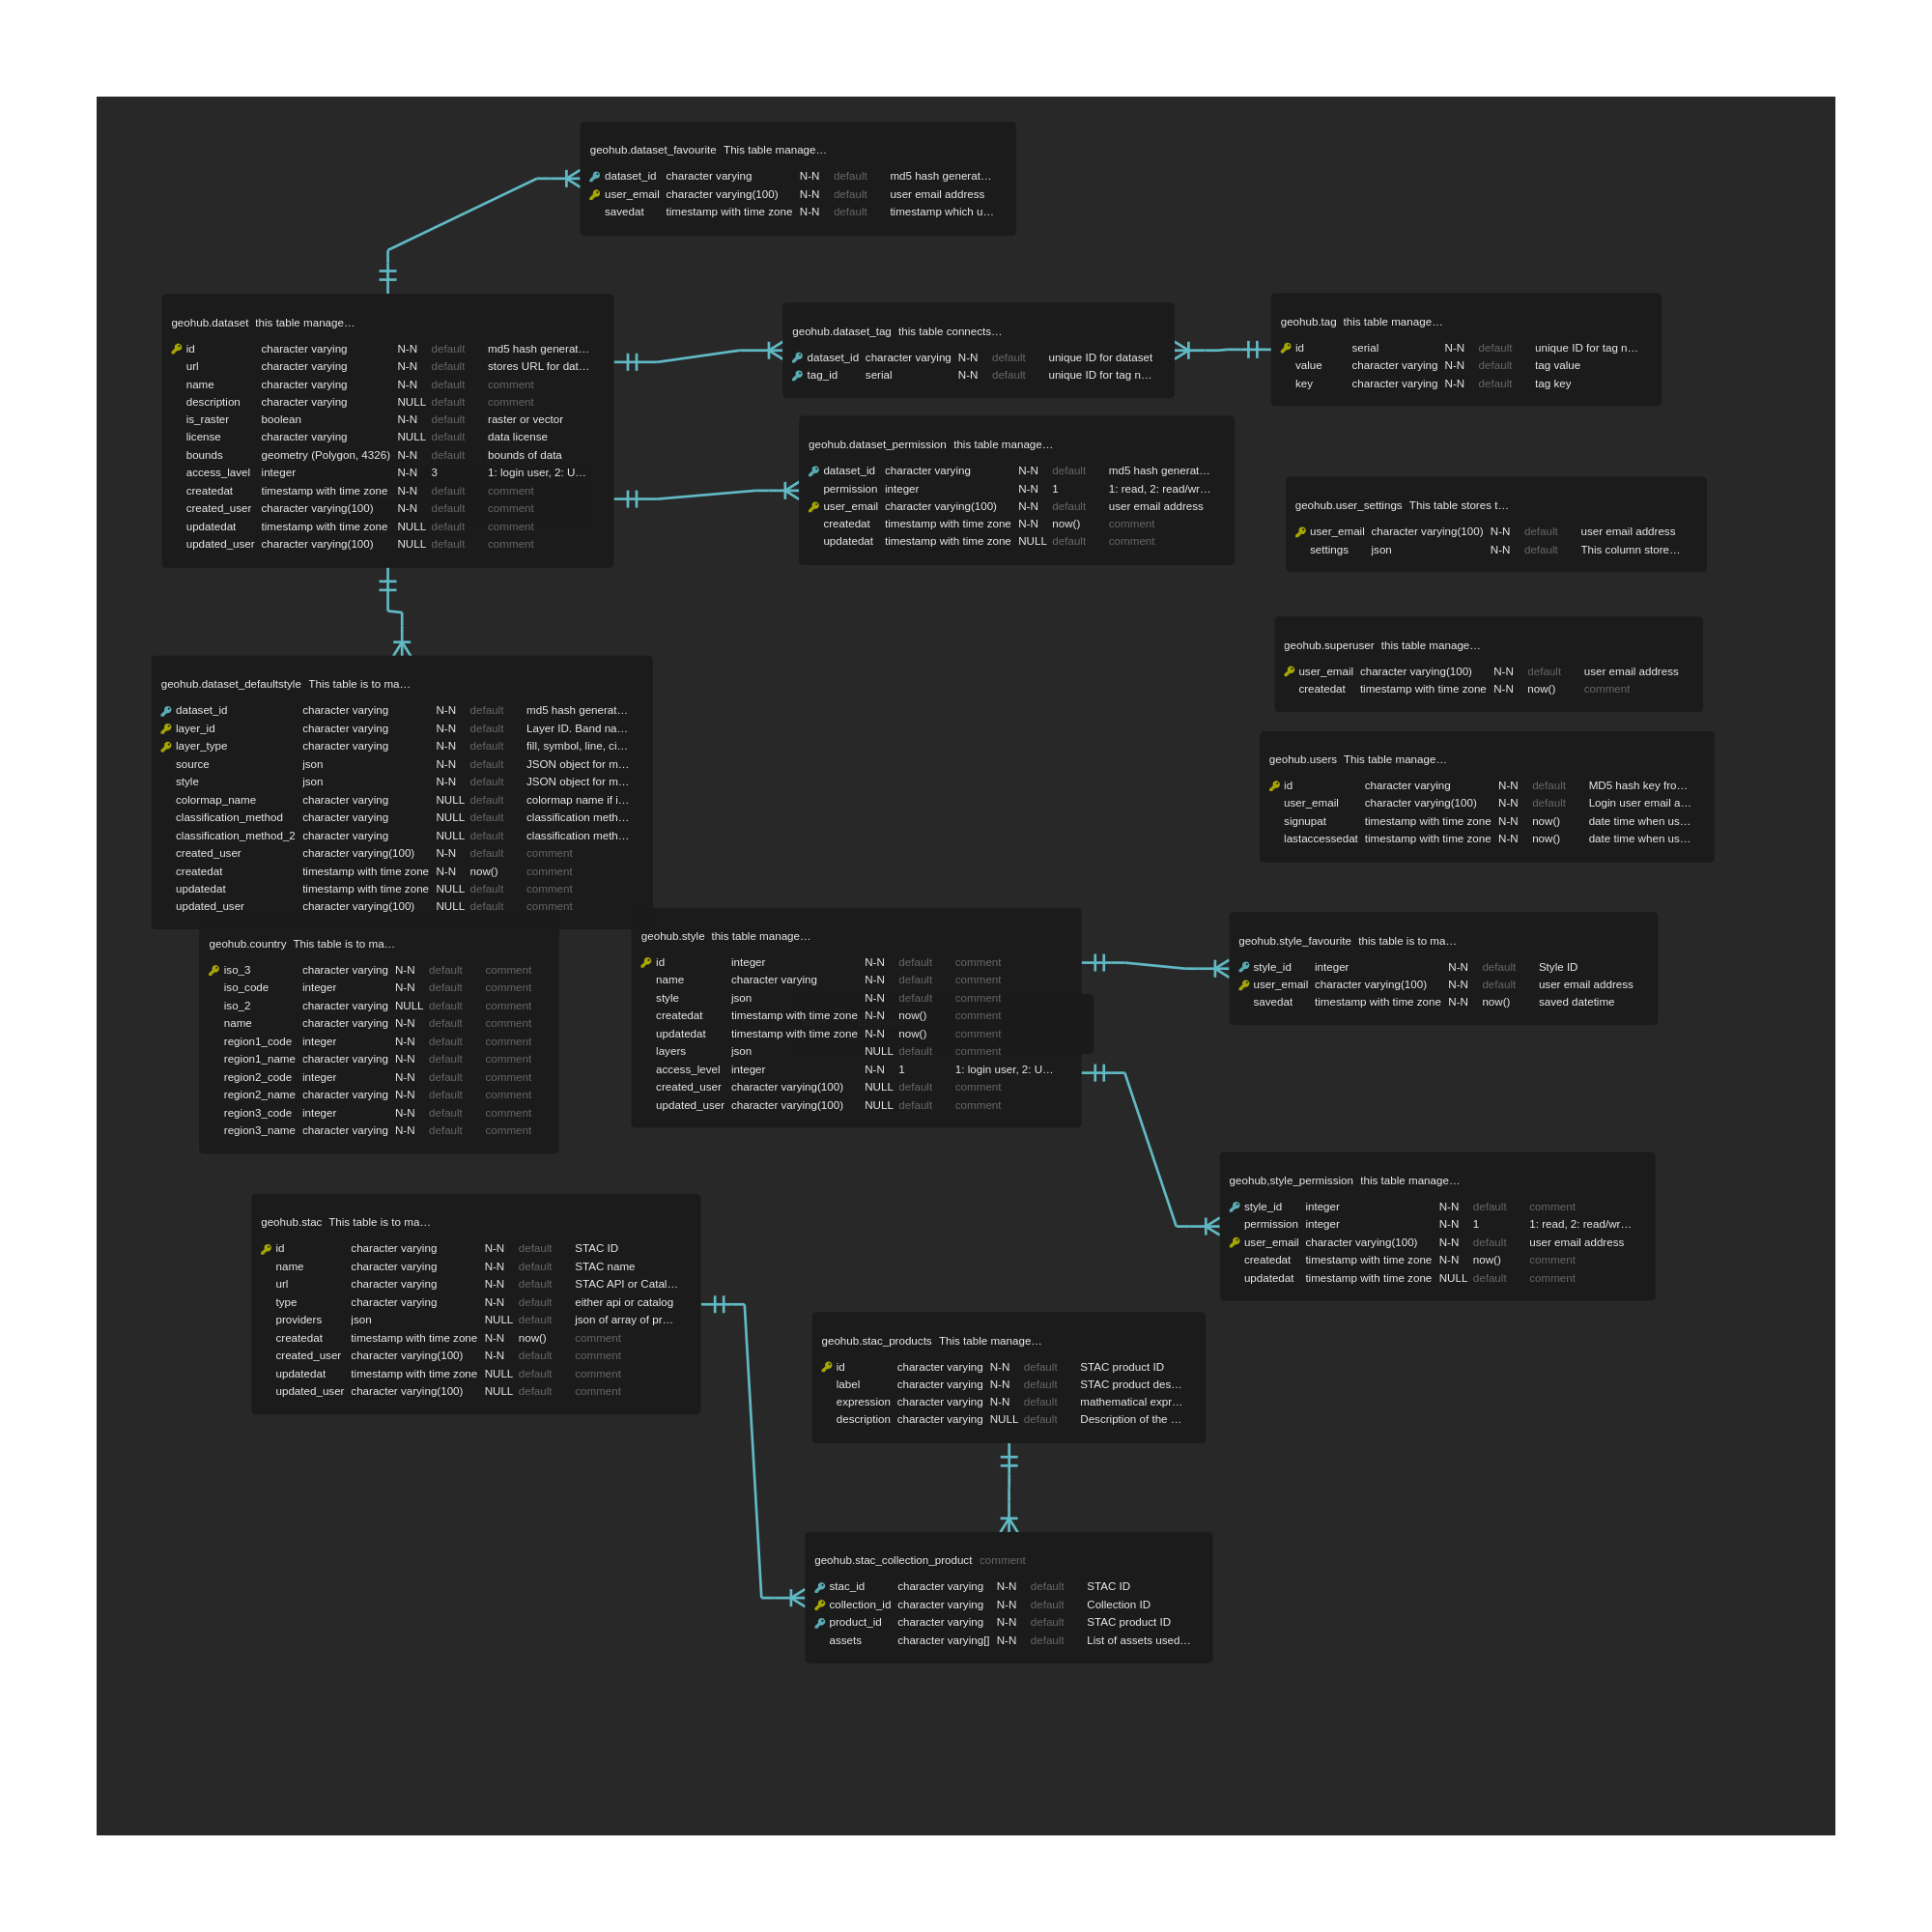 geohub.dataset_favourite This table manage…
dataset_id character varying N-N default md5 hash generat…
user_email character varying(100) N-N default user email address
savedat timestamp with time zone N-N default timestamp which u…
geohub.dataset this table manage…
id character varying N-N default md5 hash generat…
url character varying N-N default stores URL for dat…
name character varying N-N default comment
description character varying NULL default comment
is_raster boolean N-N default raster or vector
license character varying NULL default data license
bounds geometry (Polygon, 4326) N-N default bounds of data
access_lavel integer N-N 3 1: login user, 2: U…
createdat timestamp with time zone N-N default comment
created_user character varying(100) N-N default comment
updatedat timestamp with time zone NULL default comment
updated_user character varying(100) NULL default comment
geohub.dataset_tag this table connects…
dataset_id character varying N-N default unique ID for dataset
tag_id serial N-N default unique ID for tag n…
geohub.tag this table manage…
id serial N-N default unique ID for tag n…
value character varying N-N default tag value
key character varying N-N default tag key
geohub.dataset_permission this table manage…
dataset_id character varying N-N default md5 hash generat…
permission integer N-N 1 1: read, 2: read/wr…
user_email character varying(100) N-N default user email address
createdat timestamp with time zone N-N now() comment
updatedat timestamp with time zone NULL default comment
geohub.user_settings This table stores t…
user_email character varying(100) N-N default user email address
settings json N-N default This column store…
geohub.superuser this table manage…
user_email character varying(100) N-N default user email address
createdat timestamp with time zone N-N now() comment
geohub.dataset_defaultstyle This table is to ma…
dataset_id character varying N-N default md5 hash generat…
layer_id character varying N-N default Layer ID. Band na…
layer_type character varying N-N default fill, symbol, line, ci…
source json N-N default JSON object for m…
style json N-N default JSON object for m…
colormap_name character varying NULL default colormap name if i…
classification_method character varying NULL default classification meth…
classification_method_2 character varying NULL default classification meth…
created_user character varying(100) N-N default comment
createdat timestamp with time zone N-N now() comment
updatedat timestamp with time zone NULL default comment
updated_user character varying(100) NULL default comment
geohub.users This table manage…
id character varying N-N default MD5 hash key fro…
user_email character varying(100) N-N default Login user email a…
signupat timestamp with time zone N-N now() date time when us…
lastaccessedat timestamp with time zone N-N now() date time when us…
geohub.country This table is to ma…
iso_3 character varying N-N default comment
iso_code integer N-N default comment
iso_2 character varying NULL default comment
name character varying N-N default comment
region1_code integer N-N default comment
region1_name character varying N-N default comment
region2_code integer N-N default comment
region2_name character varying N-N default comment
region3_code integer N-N default comment
region3_name character varying N-N default comment
geohub.style this table manage…
id integer N-N default comment
name character varying N-N default comment
style json N-N default comment
createdat timestamp with time zone N-N now() comment
updatedat timestamp with time zone N-N now() comment
layers json NULL default comment
access_level integer N-N 1 1: login user, 2: U…
created_user character varying(100) NULL default comment
updated_user character varying(100) NULL default comment
geohub.style_favourite this table is to ma…
style_id integer N-N default Style ID
user_email character varying(100) N-N default user email address
savedat timestamp with time zone N-N now() saved datetime
geohub,style_permission this table manage…
style_id integer N-N default comment
permission integer N-N 1 1: read, 2: read/wr…
user_email character varying(100) N-N default user email address
createdat timestamp with time zone N-N now() comment
updatedat timestamp with time zone NULL default comment
geohub.stac This table is to ma…
id character varying N-N default STAC ID
name character varying N-N default STAC name
url character varying N-N default STAC API or Catal…
type character varying N-N default either api or catalog
providers json NULL default json of array of pr…
createdat timestamp with time zone N-N now() comment
created_user character varying(100) N-N default comment
updatedat timestamp with time zone NULL default comment
updated_user character varying(100) NULL default comment
geohub.stac_products This table manage…
id character varying N-N default STAC product ID
label character varying N-N default STAC product des…
expression character varying N-N default mathematical expr…
description character varying NULL default Description of the …
geohub.stac_collection_product comment
stac_id character varying N-N default STAC ID
collection_id character varying N-N default Collection ID
product_id character varying N-N default STAC product ID
assets character varying[] N-N default List of assets used…